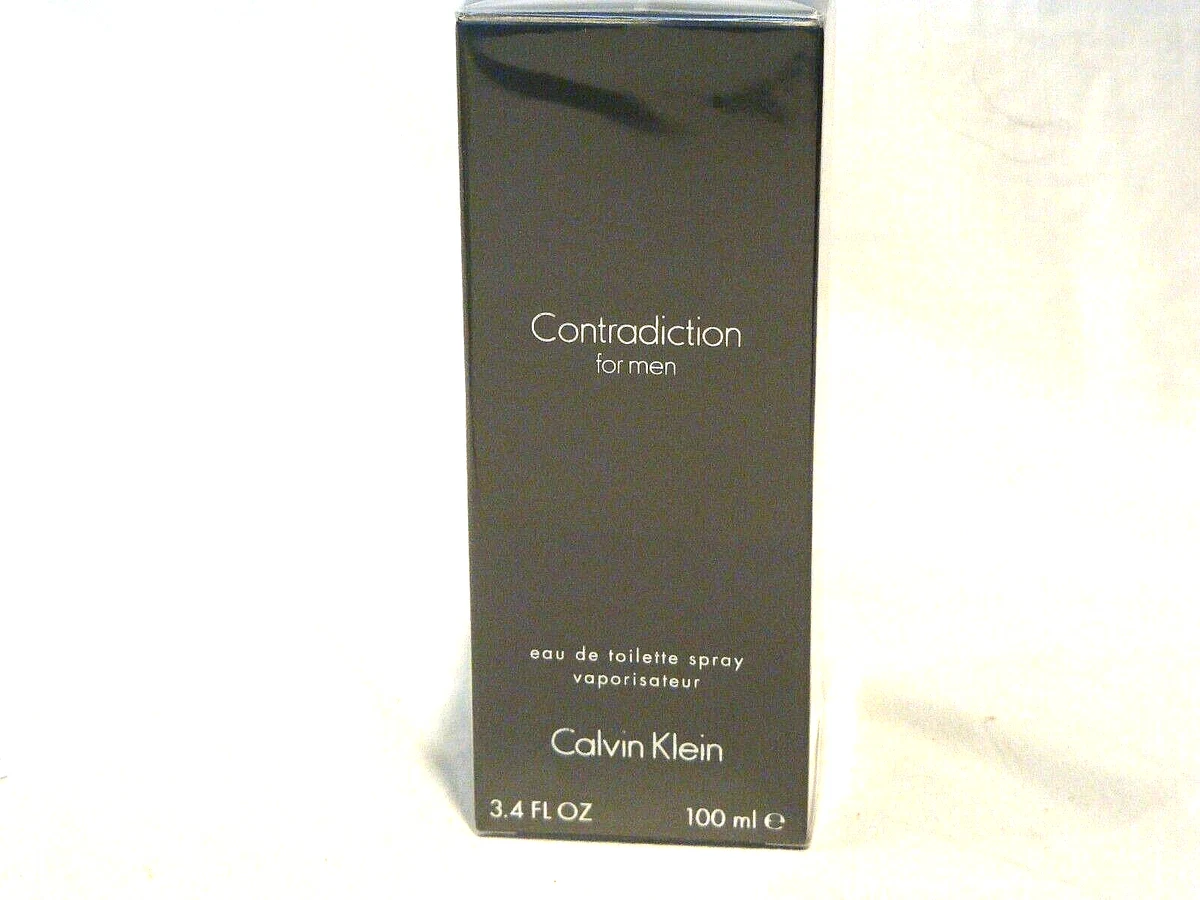 Contradiction
for men
eau de toilette spray
vaporisateur
Calvin Klein
3.4 FL OZ 100 ml ℮